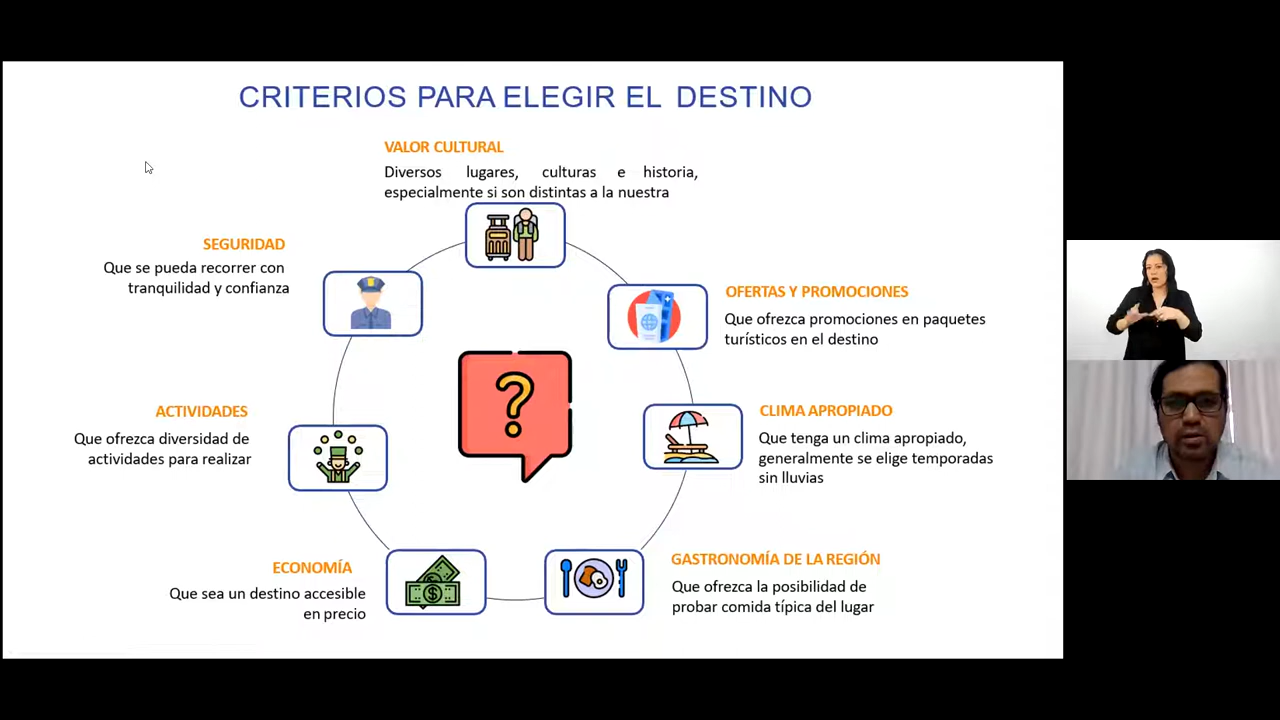 CRITERIOS PARA ELEGIR EL DESTINO
VALOR CULTURAL
Diversos lugares, culturas e historia,
especialmente si son distintas a la nuestra
SEGURIDAD
Que se pueda recorrer con
tranquilidad y confianza
OFERTAS Y PROMOCIONES
Que ofrezca promociones en paquetes
turísticos en el destino
?
ACTIVIDADES
Que ofrezca diversidad de
actividades para realizar
CLIMA APROPIADO
Que tenga un clima apropiado,
generalmente se elige temporadas
sin lluvias
ECONOMÍA
Que sea un destino accesible
en precio
$
GASTRONOMÍA DE LA REGIÓN
Que ofrezca la posibilidad de
probar comida típica del lugar